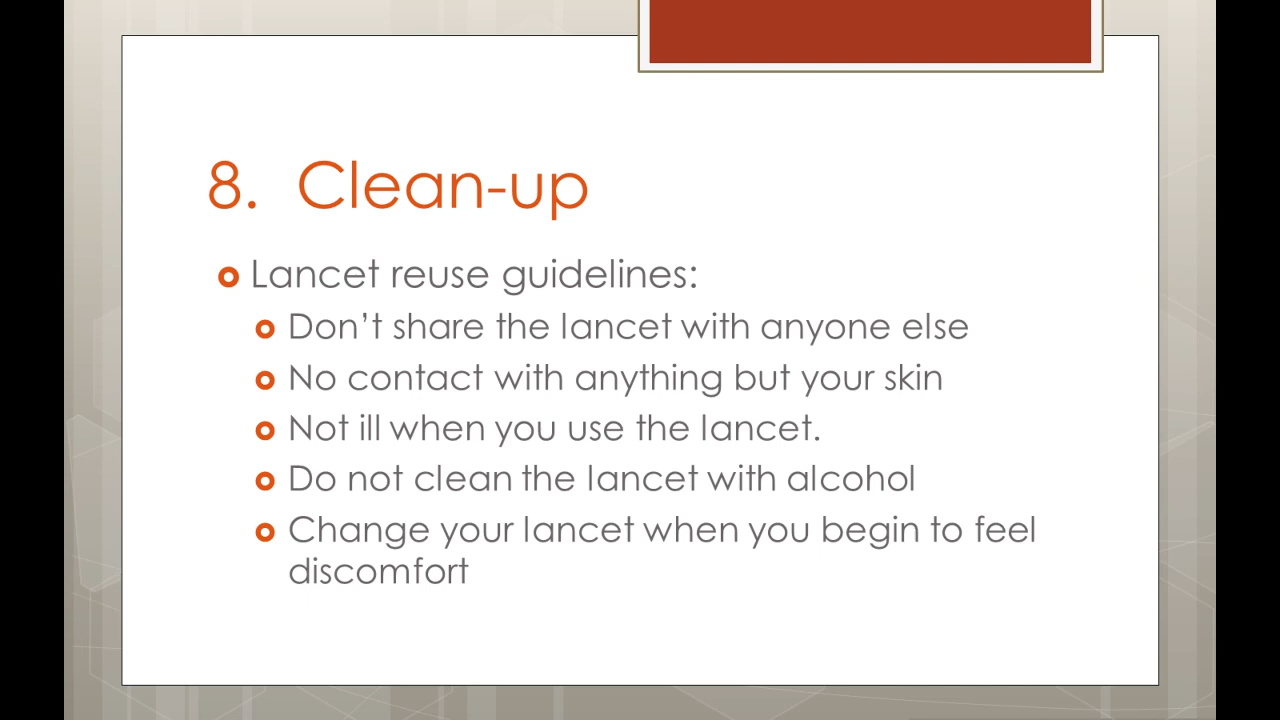 8. Clean-up
Lancet reuse guidelines:
Don't share the lancet with anyone else
No contact with anything but your skin
Not ill when you use the lancet.
Do not clean the lancet with alcohol
Change your lancet when you begin to feel
discomfort